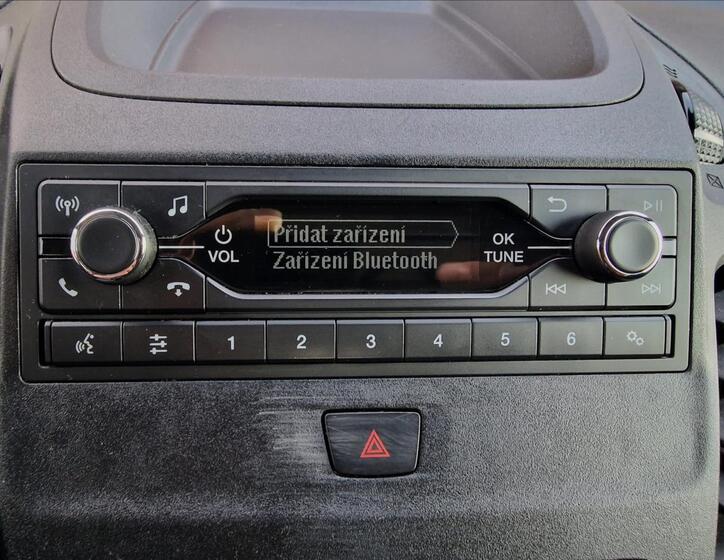 Přidat zařízení
Zařízení Bluetooth
VOL
OK
TUNE
1 2 3 4 5 6